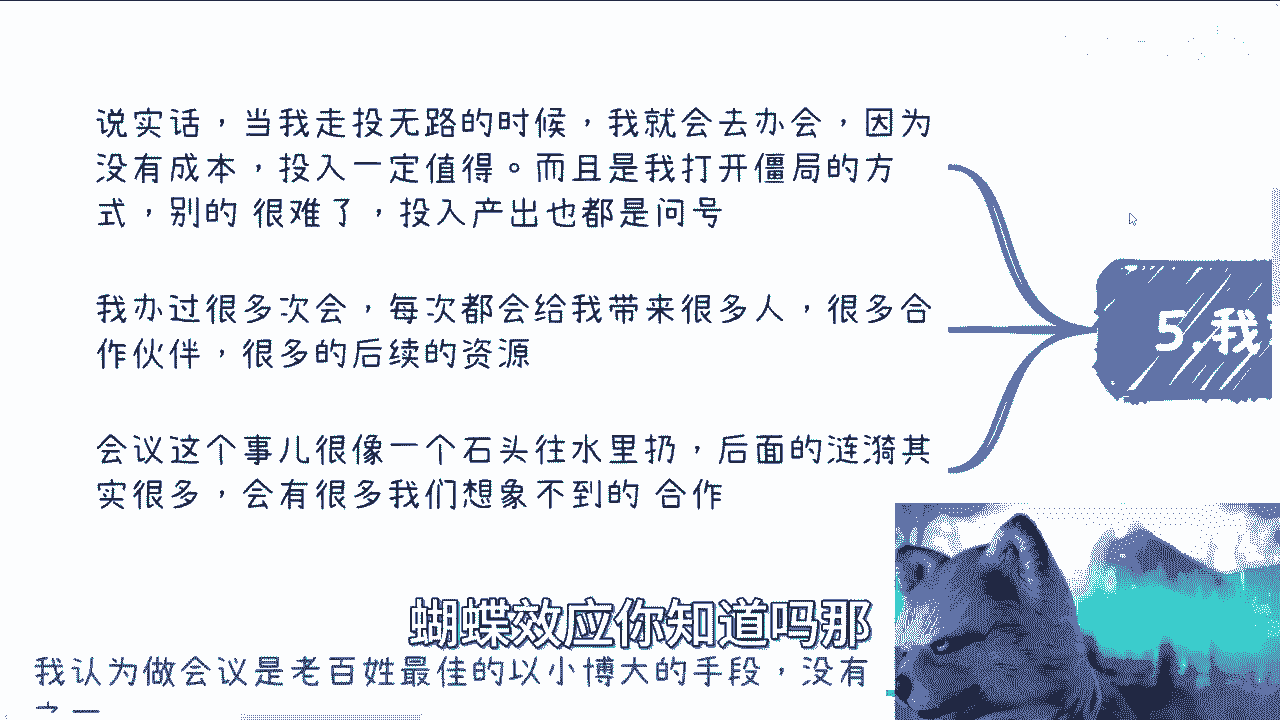 说实话，当我走投无路的时候，我就会去办会，因为
没有成本，投入一定值得。而且是我打开僵局的方
式，别的 很难了，投入产出也都是问号
我办过很多次会，每次都会给我带来很多人，很多合
作伙伴，很多的后续的资源
5.我
会议这个事儿很像一个石头往水里扔，后面的涟漪其
实很多，会有很多我们想象不到的 合作
蝴蝶效应你知道吗那
我认为做会议是老百姓最佳的以小博大的手段，没有